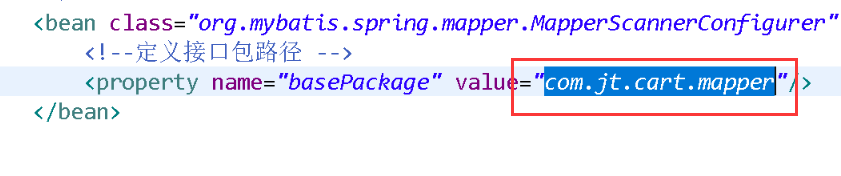 <bean class="org.mybatis.spring.mapper.MapperScannerConfigurer"
<!--定义接口包路径 -->
<property name="basePackage" value="com.jt.cart.mapper"/>
</bean>